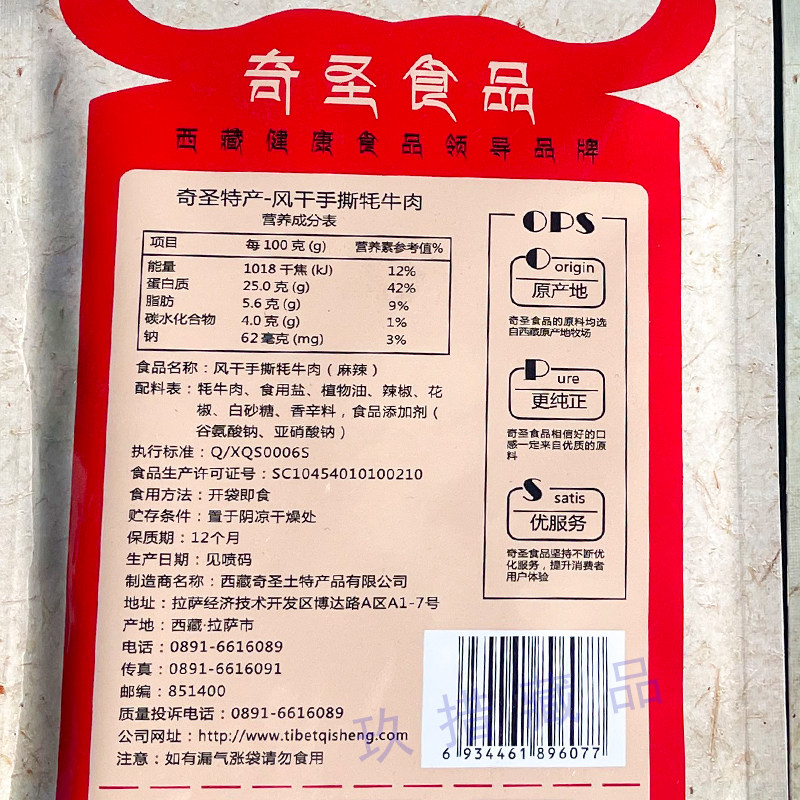 奇圣食品
西藏健康食品领导品牌
奇圣特产-风干手撕牦牛肉
营养成分表
项目 每100克(g) 营养素参考值%
能量 1018千焦(kJ) 12%
蛋白质 25.0克(g) 42%
脂肪 5.6克(g) 9%
碳水化合物 4.0克(g) 1%
钠 62毫克(mg) 3%
食品名称：风干手撕牦牛肉（麻辣）
配料表：牦牛肉、食用盐、植物油、辣椒、花
椒、白砂糖、香辛料，食品添加剂（
谷氨酸钠、亚硝酸钠）
执行标准：Q/XQS0006S
食品生产许可证号：SC10454010100210
食用方法：开袋即食
贮存条件：置于阴凉干燥处
保质期：12个月
生产日期：见喷码
制造商名称：西藏奇圣土特产品有限公司
地址：拉萨经济技术开发区博达路A区A1-7号
产地：西藏·拉萨市
电话：0891-6616089
传真：0891-6616091
邮编：851400
质量投诉电话：0891-6616089
公司网址：http://www.tibetqisheng.com
注意：如有漏气涨袋请勿食用
OPS
Origin
原产地
奇圣食品的原料均选
自西藏原产地牧场
Pure
更纯正
奇圣食品相信好的口
感一定来自优质的原
料
Satis
优服务
奇圣食品坚持不断优
化服务，提升消费者
用户体验
6 934461 896077
玖揩藏品